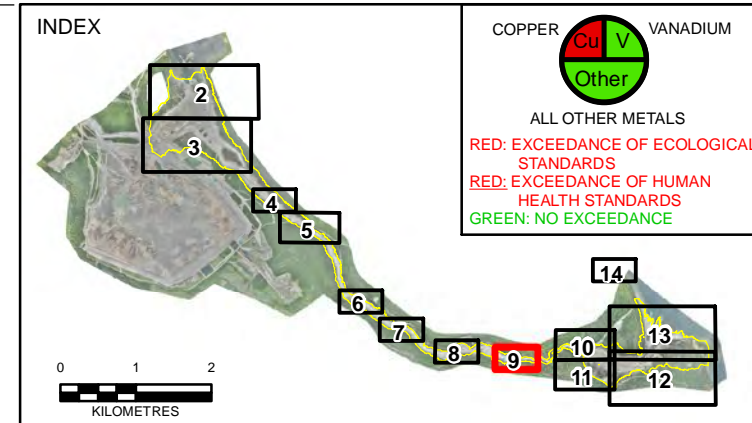 INDEX
COPPER
Cu
V
VANADIUM
Other
ALL OTHER METALS
RED: EXCEEDANCE OF ECOLOGICAL
STANDARDS
RED: EXCEEDANCE OF HUMAN
HEALTH STANDARDS
GREEN: NO EXCEEDANCE
2
3
4
5
6
7
8
9
10
11
12
13
14
0 1 2
KILOMETRES